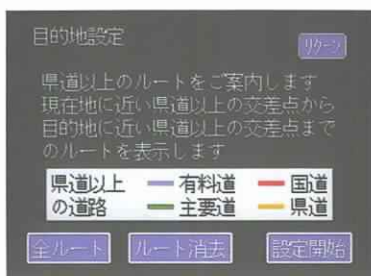 目的地設定
リターン
県道以上のルートをご案内します
現在地に近い県道以上の交差点から
目的地に近い県道以上の交差点まで
のルートを表示します
県道以上 有料道 国道
の道路 主要道 県道
全ルート ルート消去 設定開始